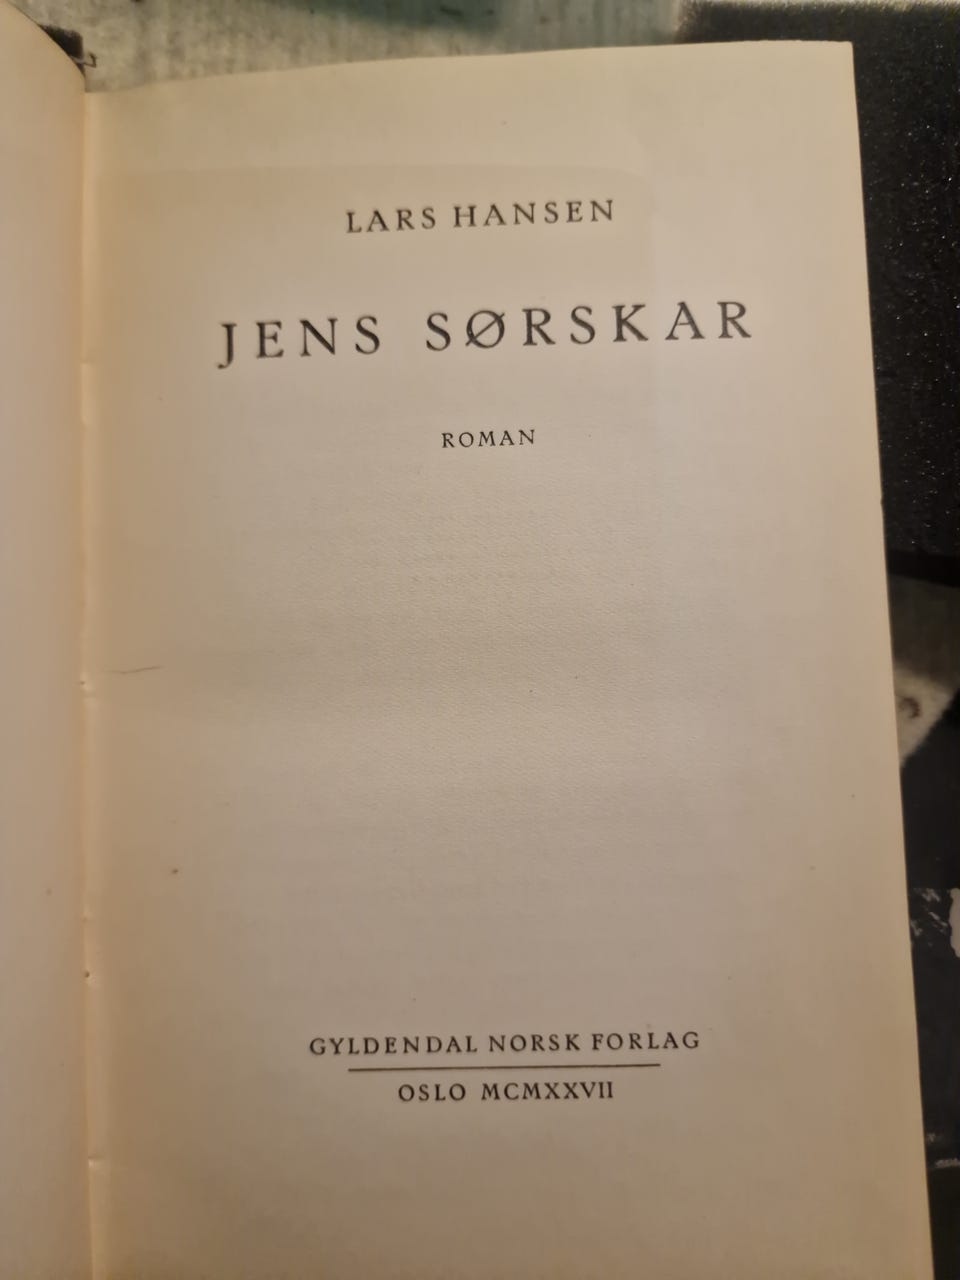 LARS HANSEN
JENS SØRSKAR
ROMAN
GYLDENDAL NORSK FORLAG
OSLO MCMXXVII